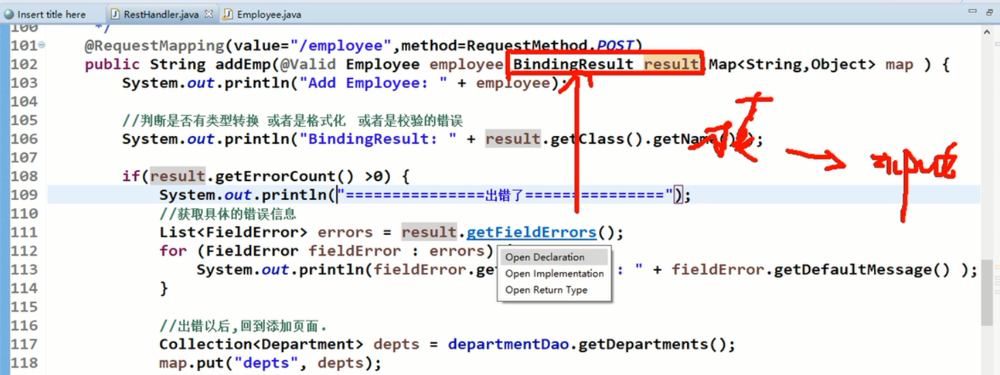 Insert title here RestHandler.java Employee.java
100 */
101 @RequestMapping(value="/employee",method=RequestMethod.POST)
102 public String addEmp(@Valid Employee employee BindingResult result,Map<String,Object> map ) {
103 System.out.println("Add Employee: " + employee);
104
105 //判断是否有类型转换 或者是格式化 或者是校验的错误
106 System.out.println("BindingResult: " + result.getClass().getName());
107
108 if(result.getErrorCount() >0) {
109 System.out.println("===============出错了===============");
110 //获取具体的错误信息
111 List<FieldError> errors = result.getFieldErrors();
112 for (FieldError fieldError : errors)
Open Declaration
113 System.out.println(fieldError.get : " + fieldError.getDefaultMessage() );
Open Implementation
114 }
Open Return Type
115
116 //出错以后,回到添加页面.
117 Collection<Department> depts = departmentDao.getDepartments();
118 map.put("depts", depts);